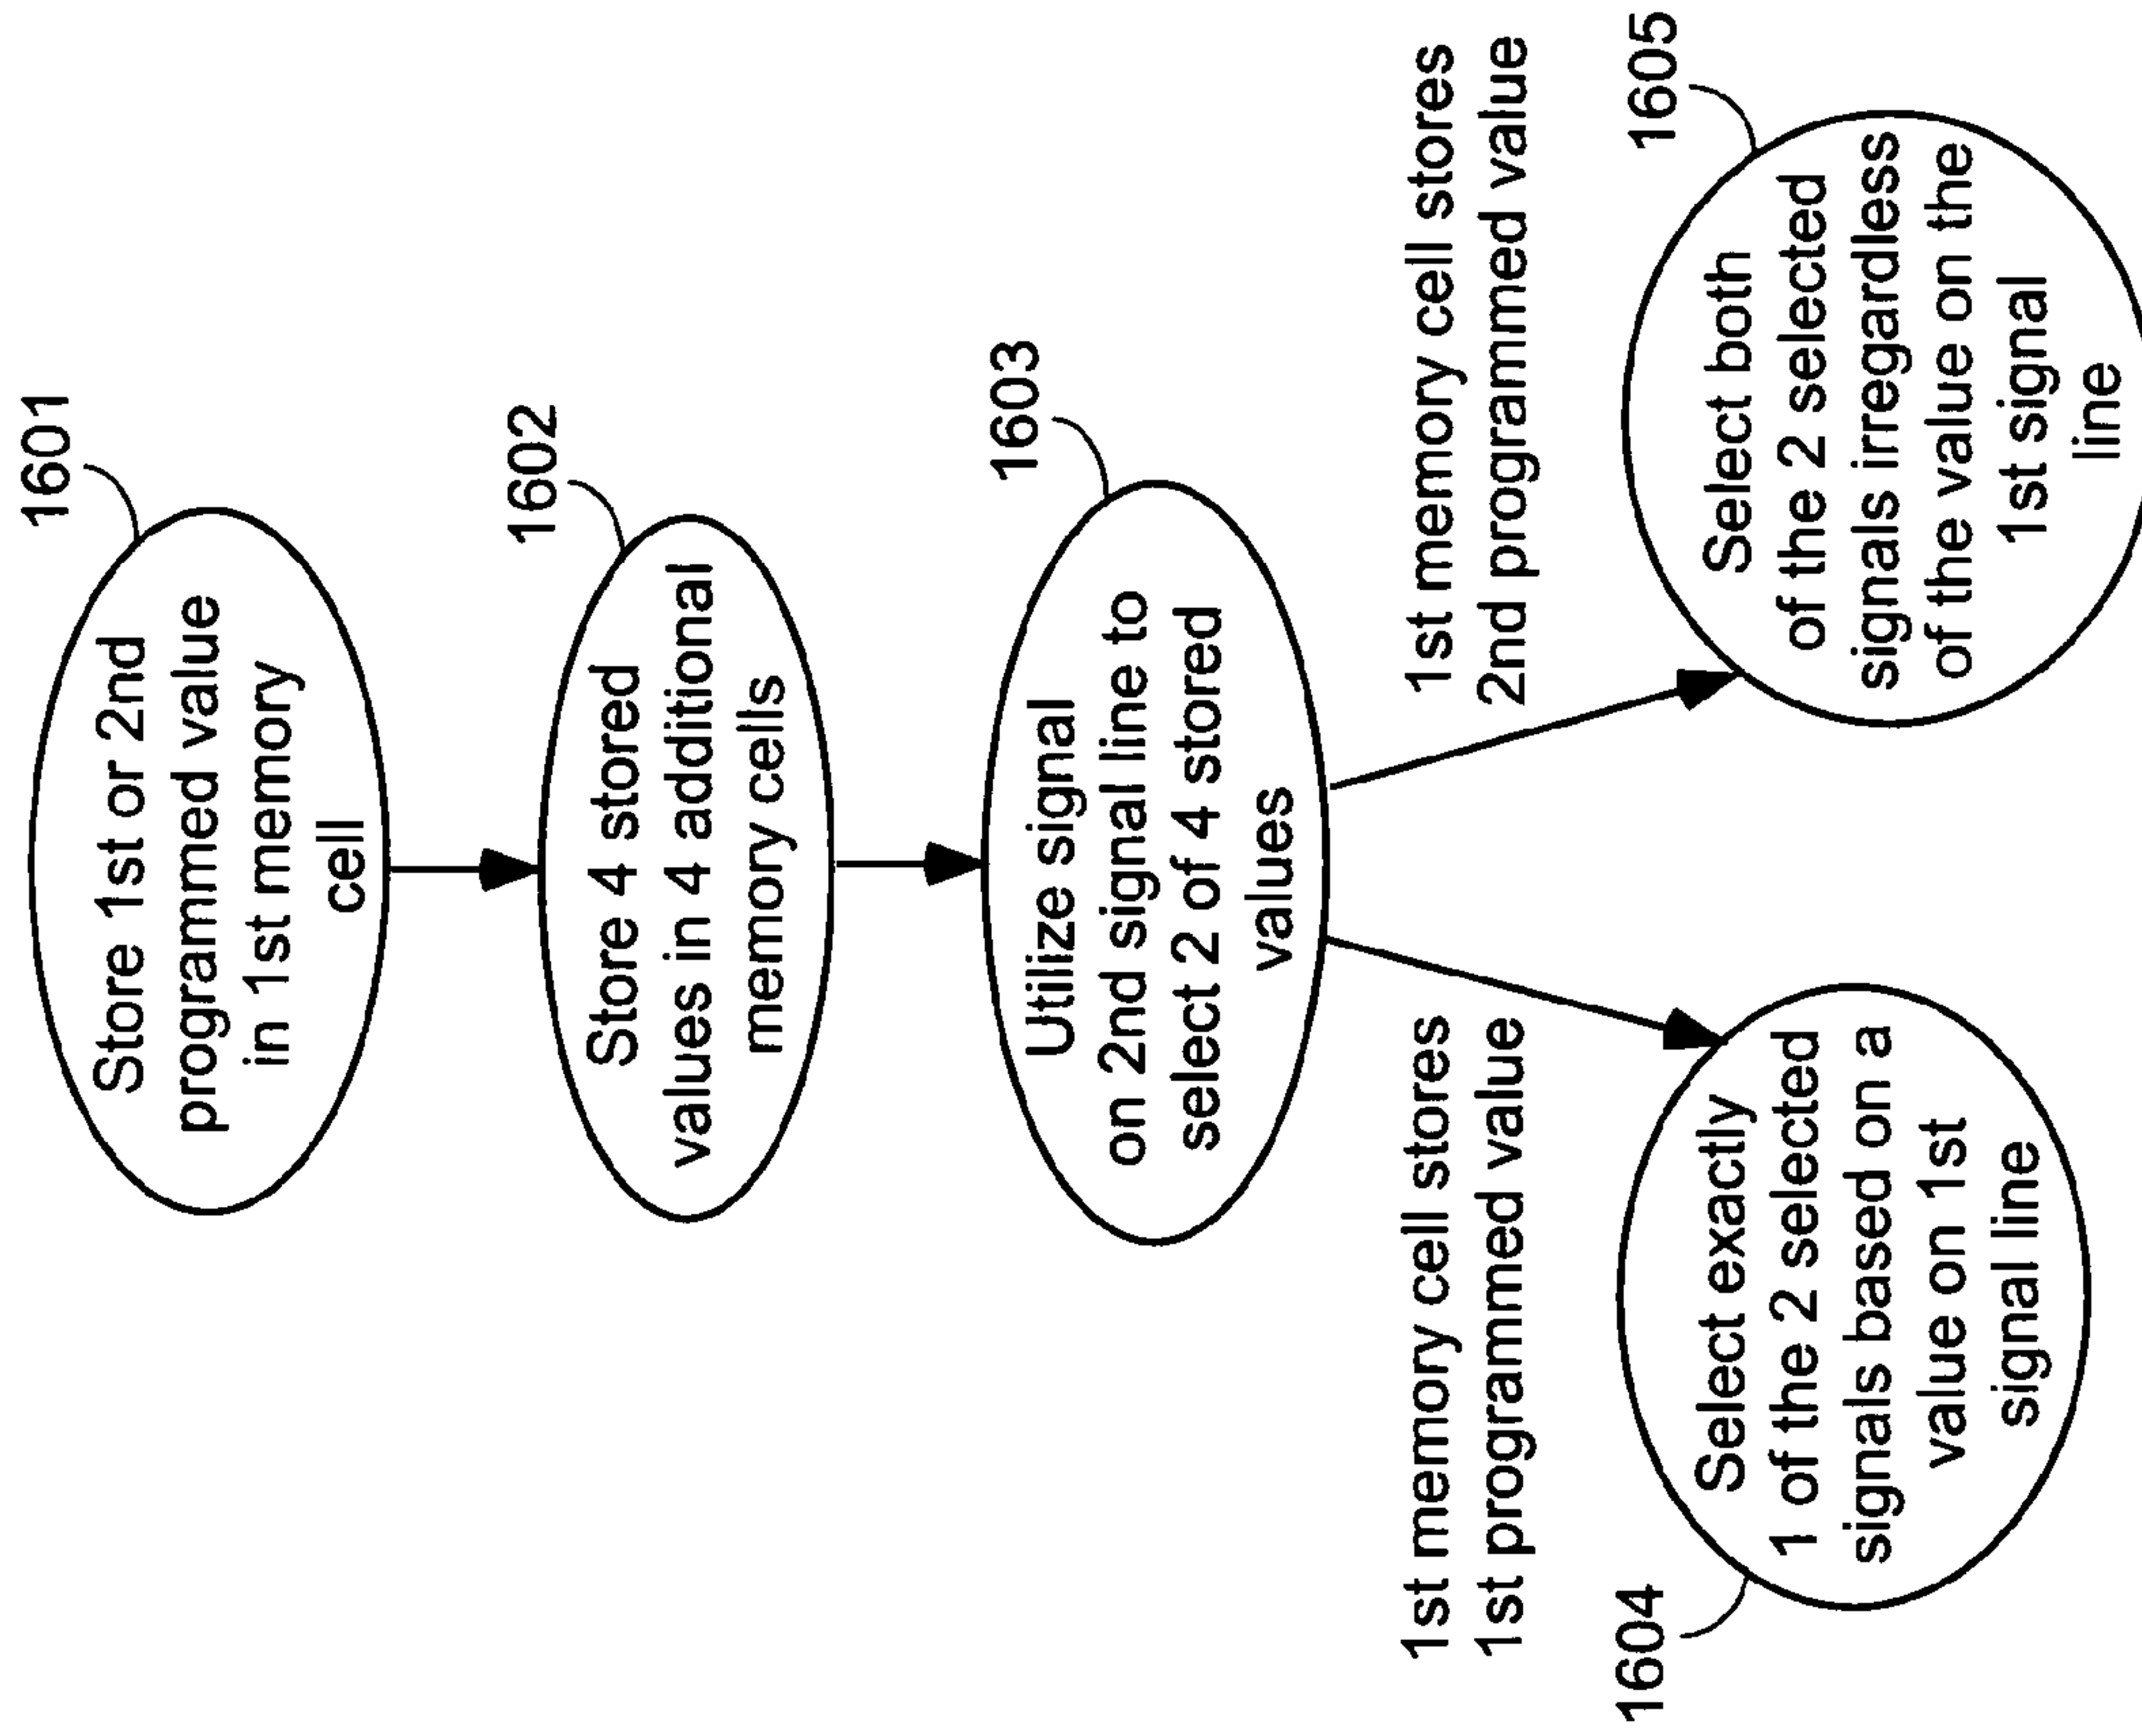 1601
Store 1st or 2nd
programmed value
in 1st memory
cell
1602
Store 4 stored
values in 4 additional
memory cells
1603
Utilize signal
on 2nd signal line to
select 2 of 4 stored
values
1st memory cell stores
1st programmed value
1st memory cell stores
2nd programmed value
1604
Select exactly
1 of the 2 selected
signals based on a
value on 1st
signal line
1605
Select both
of the 2 selected
signals irregardless
of the value on the
1st signal
line